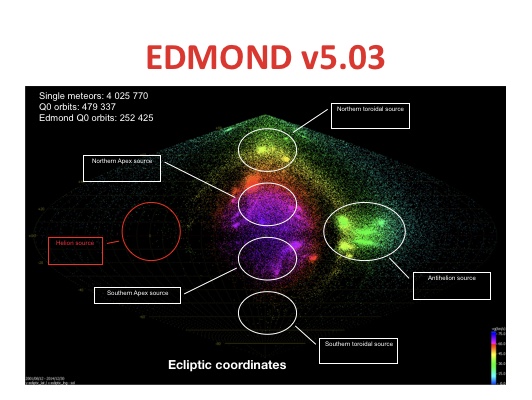 EDMOND v5.03
Single meteors: 4 025 770
Q0 orbits: 479 337
Edmond Q0 orbits: 252 425
Northern toroidal source
Northern Apex source
Helion source
Antihelion source
Southern Apex source
Southern toroidal source
Ecliptic coordinates